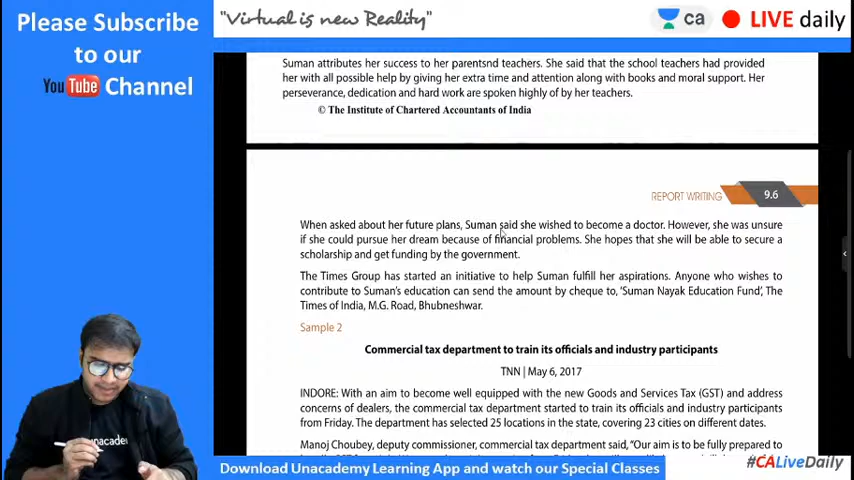 Please Subscribe
to our
You Tube Channel
"Virtual is new Reality"
ca
LIVE daily
Suman attributes her success to her parentsnd teachers. She said that the school teachers had provided
her with all possible help by giving her extra time and attention along with books and moral support. Her
perseverance, dedication and hard work are spoken highly of by her teachers.
© The Institute of Chartered Accountants of India
REPORT WRITING 9.6
When asked about her future plans, Suman said she wished to become a doctor. However, she was unsure
if she could pursue her dream because of financial problems. She hopes that she will be able to secure a
scholarship and get funding by the government.
The Times Group has started an initiative to help Suman fulfill her aspirations. Anyone who wishes to
contribute to Suman's education can send the amount by cheque to, 'Suman Nayak Education Fund', The
Times of India, M.G. Road, Bhubneshwar.
Sample 2
Commercial tax department to train its officials and industry participants
TNN | May 6, 2017
INDORE: With an aim to become well equipped with the new Goods and Services Tax (GST) and address
concerns of dealers, the commercial tax department started to train its officials and industry participants
from Friday. The department has selected 25 locations in the state, covering 23 cities on different dates.
Manoj Choubey, deputy commissioner, commercial tax department said, "Our aim is to be fully prepared to
unacade
Download Unacademy Learning App and watch our Special Classes
#CALiveDaily